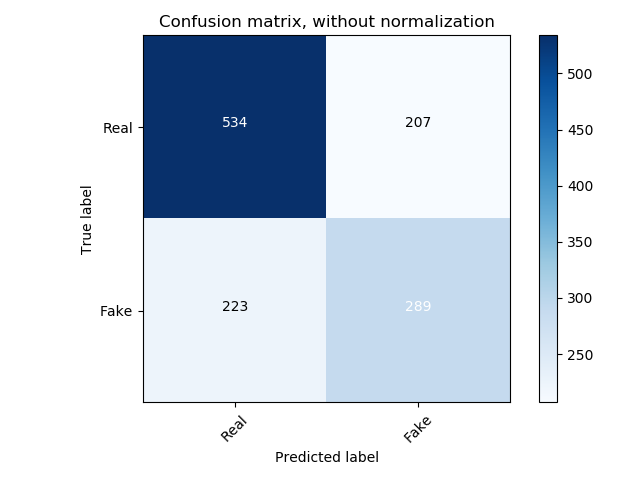 Confusion matrix, without normalization
True label
Real
534
207
Fake
223
289
Real
Fake
Predicted label
500
450
400
350
300
250